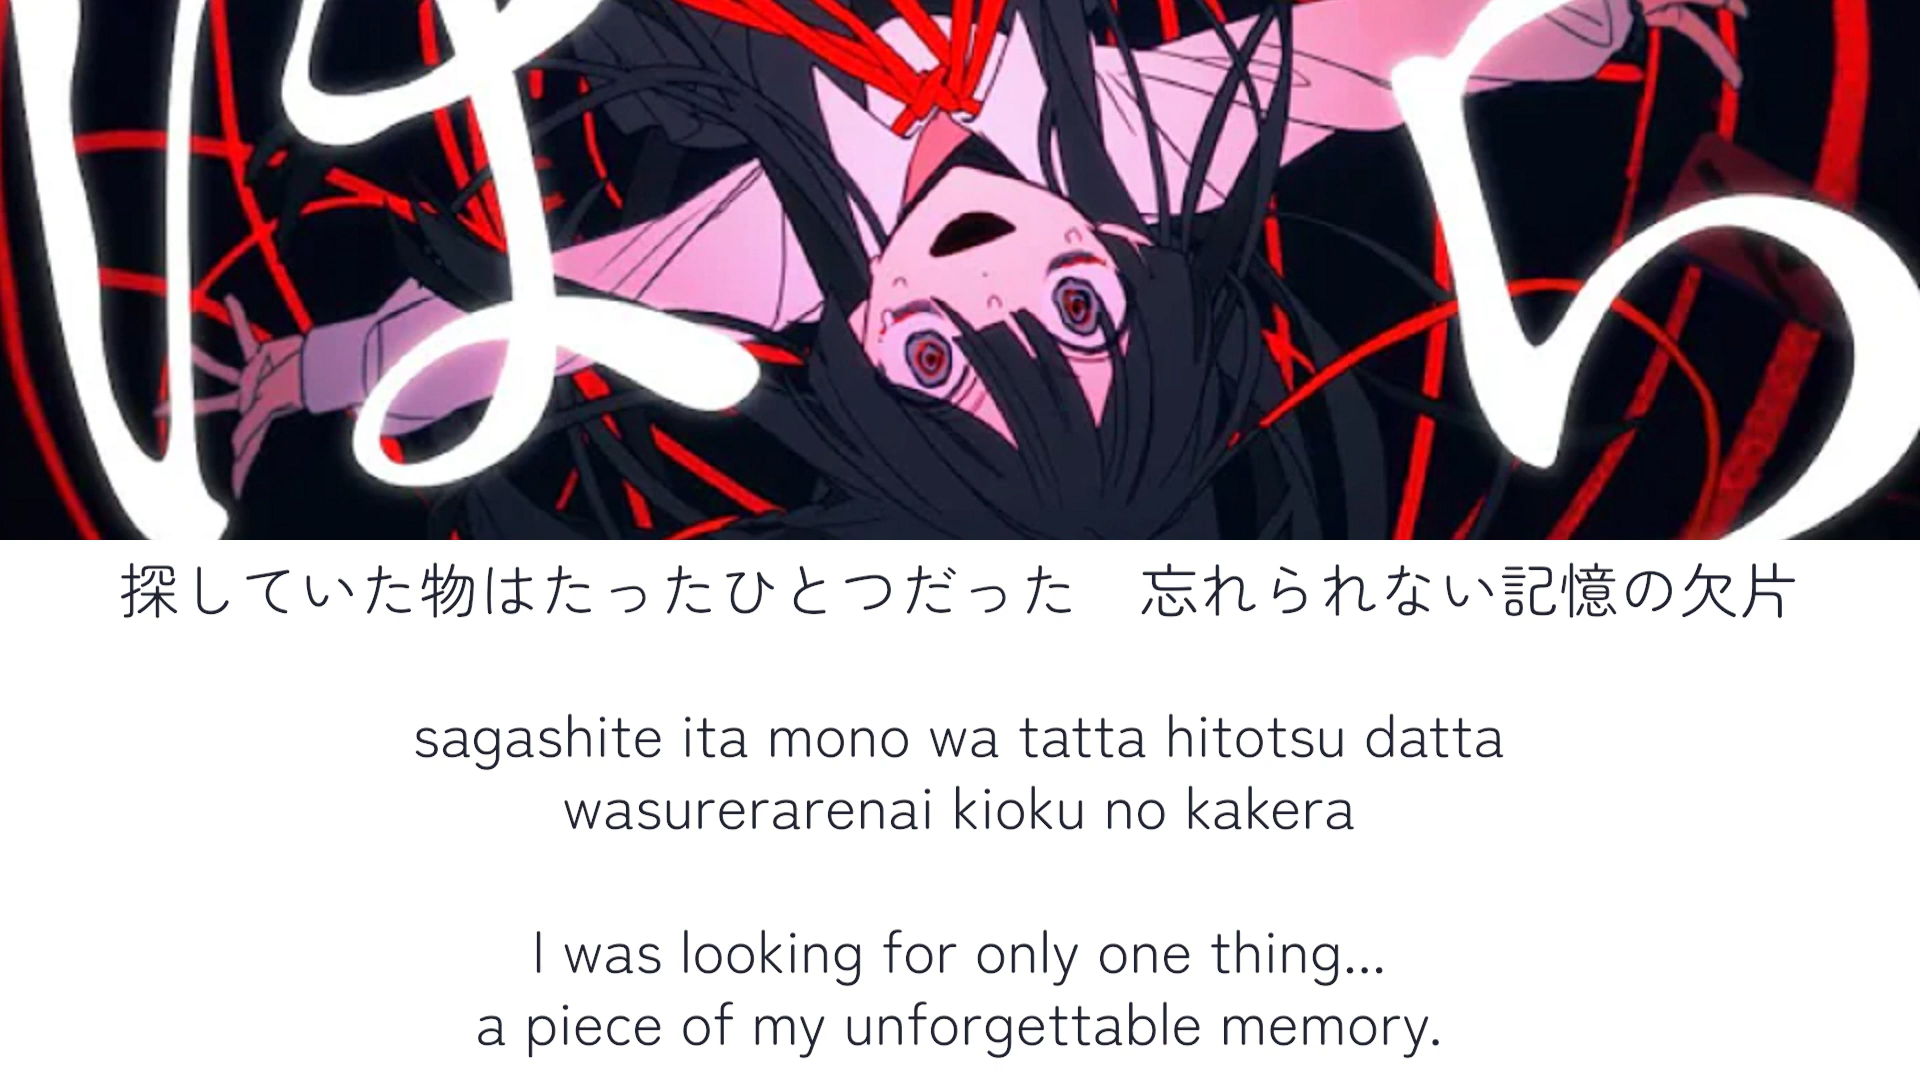 ほら
探していた物はたったひとつだった　忘れられない記憶の欠片
sagashite ita mono wa tatta hitotsu datta
wasurerarenai kioku no kakera
I was looking for only one thing...
a piece of my unforgettable memory.